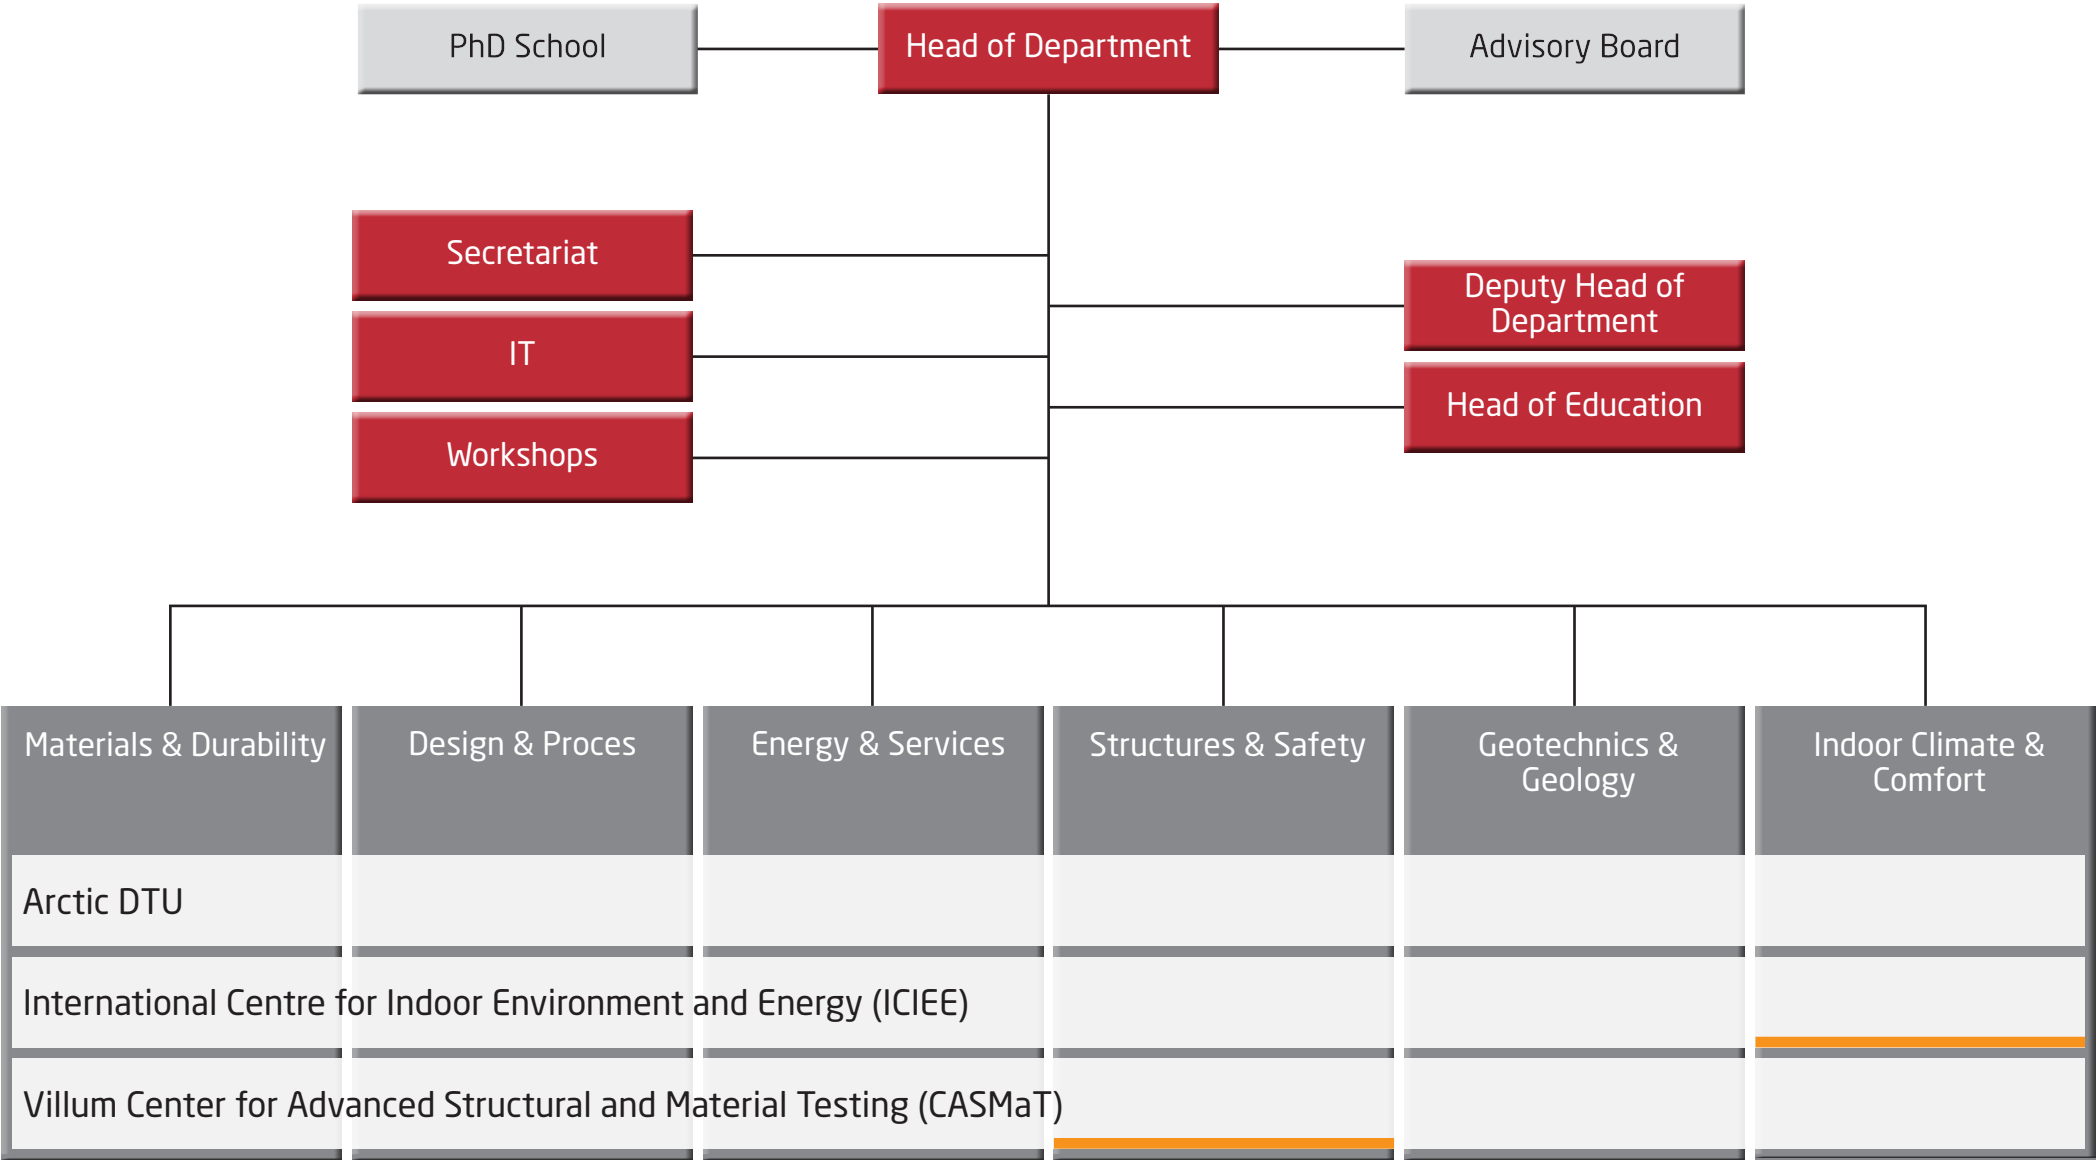 PhD School
Head of Department
Advisory Board
Secretariat
IT
Workshops
Deputy Head of
Department
Head of Education
Materials & Durability
Design & Proces
Energy & Services
Structures & Safety
Geotechnics &
Geology
Indoor Climate &
Comfort
Arctic DTU
International Centre for Indoor Environment and Energy (ICIEE)
Villum Center for Advanced Structural and Material Testing (CASMaT)